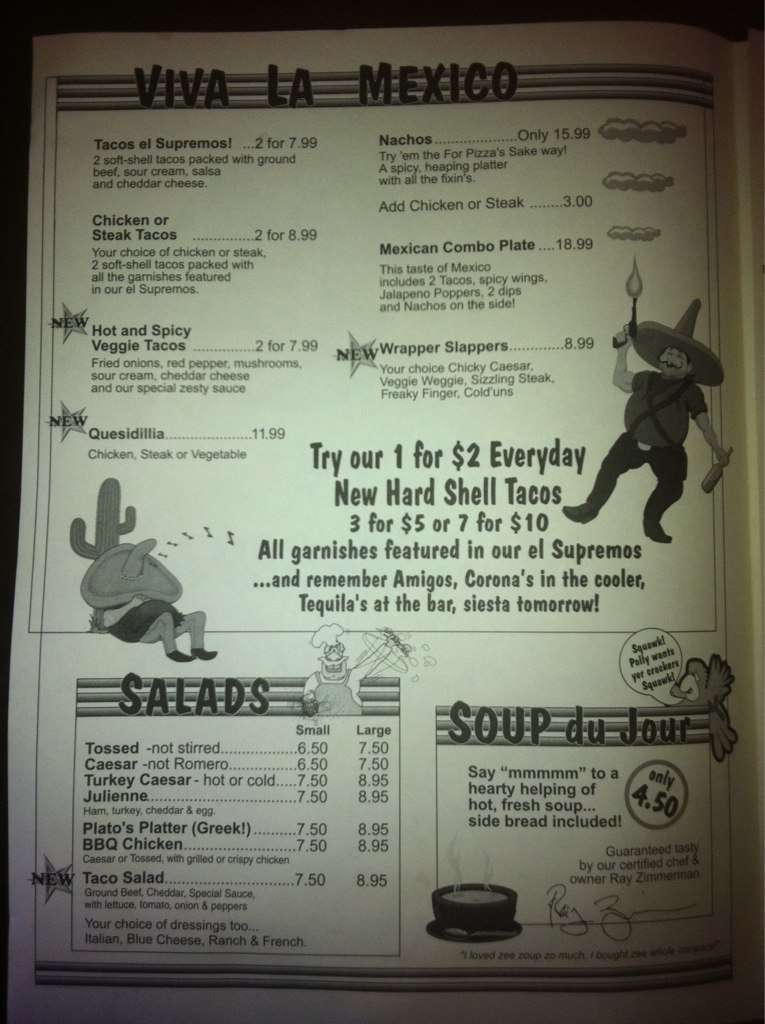 VIVA LA MEXICO
Tacos el Supremos! ...2 for 7.99
2 soft-shell tacos packed with ground
beef, sour cream, salsa
and cheddar cheese.
Chicken or
Steak Tacos ..............2 for 8.99
Your choice of chicken or steak,
2 soft-shell tacos packed with
all the garnishes featured
in our el Supremos.
NEW
Hot and Spicy
Veggie Tacos ..............2 for 7.99
Fried onions, red pepper, mushrooms,
sour cream, cheddar cheese
and our special zesty sauce
NEW
Quesidillia....................11.99
Chicken, Steak or Vegetable
Nachos....................Only 15.99
Try 'em the For Pizza's Sake way!
A spicy, heaping platter
with all the fixin's.
Add Chicken or Steak ........3.00
Mexican Combo Plate ....18.99
This taste of Mexico
includes 2 Tacos, spicy wings,
Jalapeno Poppers, 2 dips
and Nachos on the side!
NEW
Wrapper Slappers.............8.99
Your choice Chicky Caesar,
Veggie Weggie, Sizzling Steak,
Freaky Finger, Cold'uns
Try our 1 for $2 Everyday
New Hard Shell Tacos
3 for $5 or 7 for $10
All garnishes featured in our el Supremos
...and remember Amigos, Corona's in the cooler,
Tequila's at the bar, siesta tomorrow!
SALADS
Small Large
Tossed -not stirred..................6.50 7.50
Caesar -not Romero................6.50 7.50
Turkey Caesar - hot or cold....7.50 8.95
Julienne...............................7.50 8.95
Ham, turkey, cheddar & egg.
Plato's Platter (Greek!)..........7.50 8.95
BBQ Chicken.......................7.50 8.95
Caesar or Tossed, with grilled or crispy chicken
NEW
Taco Salad...........................7.50 8.95
Ground Beef, Cheddar, Special Sauce,
with lettuce, tomato, onion & peppers
Your choice of dressings too...
Italian, Blue Cheese, Ranch & French.
Squawk!
Polly wants
yer crackers
Squawk!
SOUP du Jour
Say "mmmmm" to a
hearty helping of
hot, fresh soup...
side bread included!
only
4.50
Guaranteed tasty
by our certified chef &
owner Ray Zimmerman
"I loved zee zoup zo much, I bought zee whole company!"